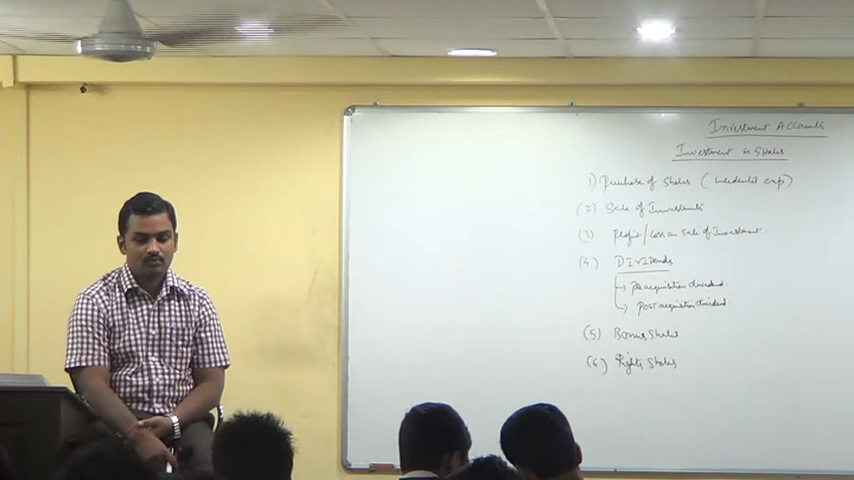 Investment Accounts
Investment in Shares
1) Purchase of Shares (Incidental exp)
(2) Sale of Investments
(3) Profit/Loss on Sale of Investment.
(4) DIVIDendS
→ Pre acquisition dividend.
→ Post acquisition dividend
(5) Bonus Shares
(6) Rights Shares